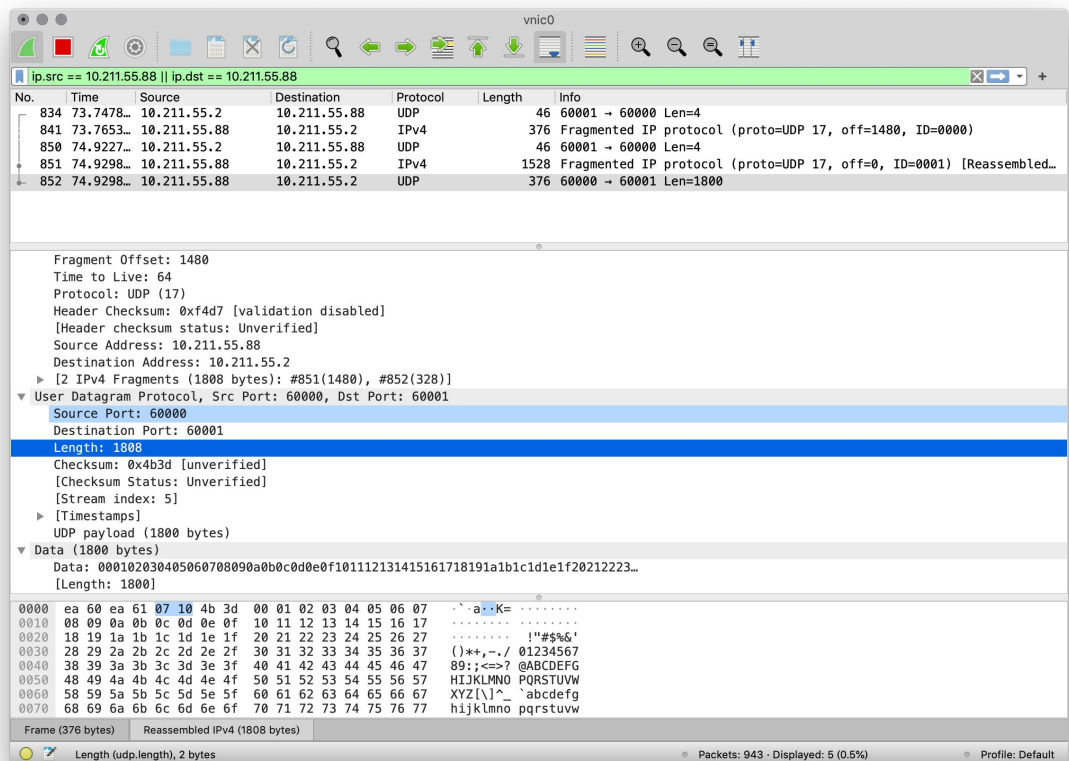 vnic0
ip.src == 10.211.55.88 || ip.dst == 10.211.55.88
No. Time Source Destination Protocol Length Info
834 73.7478… 10.211.55.2 10.211.55.88 UDP 46 60001 → 60000 Len=4
841 73.7653… 10.211.55.88 10.211.55.2 IPv4 376 Fragmented IP protocol (proto=UDP 17, off=1480, ID=0000)
850 74.9227… 10.211.55.2 10.211.55.88 UDP 46 60001 → 60000 Len=4
851 74.9298… 10.211.55.88 10.211.55.2 IPv4 1528 Fragmented IP protocol (proto=UDP 17, off=0, ID=0001) [Reassembled…
852 74.9298… 10.211.55.88 10.211.55.2 UDP 376 60000 → 60001 Len=1800
Fragment Offset: 1480
Time to Live: 64
Protocol: UDP (17)
Header Checksum: 0xf4d7 [validation disabled]
[Header checksum status: Unverified]
Source Address: 10.211.55.88
Destination Address: 10.211.55.2
[2 IPv4 Fragments (1808 bytes): #851(1480), #852(328)]
User Datagram Protocol, Src Port: 60000, Dst Port: 60001
Source Port: 60000
Destination Port: 60001
Length: 1808
Checksum: 0x4b3d [unverified]
[Checksum Status: Unverified]
[Stream index: 5]
[Timestamps]
UDP payload (1800 bytes)
Data (1800 bytes)
Data: 000102030405060708090a0b0c0d0e0f101112131415161718191a1b1c1d1e1f20212223…
[Length: 1800]
0000 ea 60 ea 61 07 10 4b 3d 00 01 02 03 04 05 06 07 ·`·a··K= ········
0010 08 09 0a 0b 0c 0d 0e 0f 10 11 12 13 14 15 16 17 ········ ········
0020 18 19 1a 1b 1c 1d 1e 1f 20 21 22 23 24 25 26 27 ········ !"#$%&'
0030 28 29 2a 2b 2c 2d 2e 2f 30 31 32 33 34 35 36 37 ()*+,-./ 01234567
0040 38 39 3a 3b 3c 3d 3e 3f 40 41 42 43 44 45 46 47 89:;<=>? @ABCDEFG
0050 48 49 4a 4b 4c 4d 4e 4f 50 51 52 53 54 55 56 57 HIJKLMNO PQRSTUVW
0060 58 59 5a 5b 5c 5d 5e 5f 60 61 62 63 64 65 66 67 XYZ[\]^_ `abcdefg
0070 68 69 6a 6b 6c 6d 6e 6f 70 71 72 73 74 75 76 77 hijklmno pqrstuvw
Frame (376 bytes) Reassembled IPv4 (1808 bytes)
Length (udp.length), 2 bytes Packets: 943 · Displayed: 5 (0.5%) Profile: Default